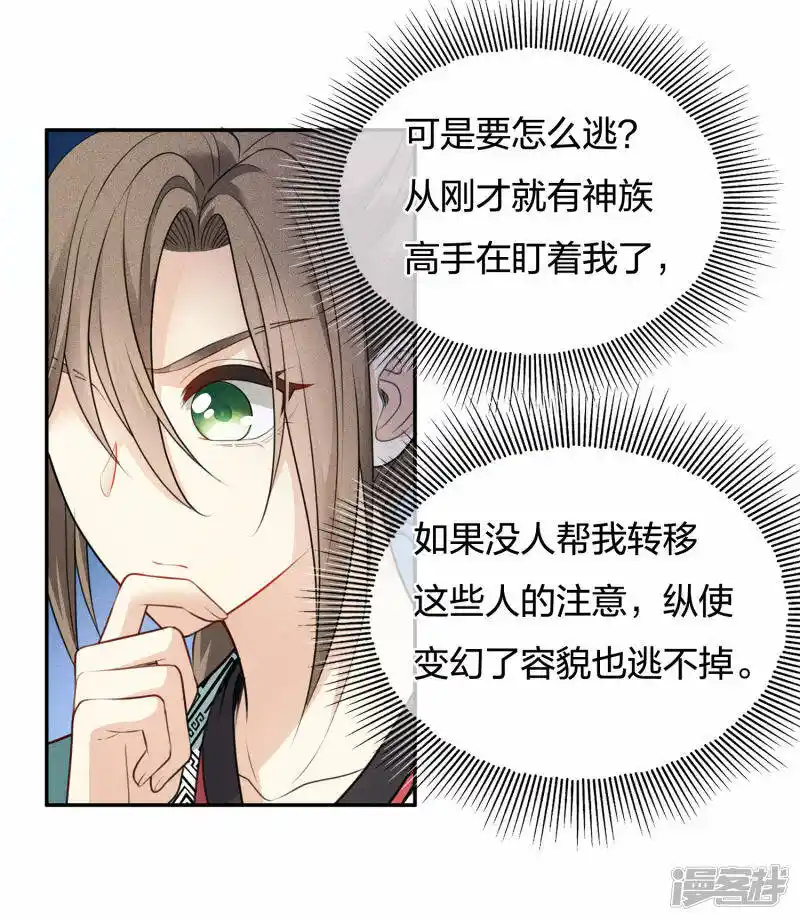 可是要怎么逃?
从刚才就有神族
高手在盯着我了,
如果没人帮我转移
这些人的注意，纵使
变幻了容貌也逃不掉。
漫客栈